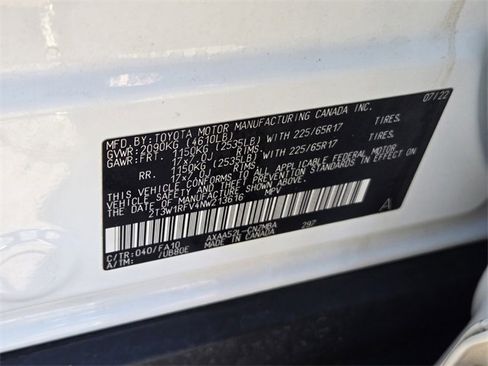 MFD.BY:TOYOTA MOTOR MANUFACTURING CANADA INC. 07/22
GVWR:2090KG (4610LB)
GAWR:FRT. 1150KG (2535LB) WITH 225/65R17 TIRES,
17X7.0J RIMS,
RR. 1150KG (2535LB) WITH 225/65R17 TIRES,
17X7.0J RIMS,
THIS VEHICLE CONFORMS TO ALL APPLICABLE FEDERAL MOTOR
VEHICLE SAFETY AND THEFT PREVENTION STANDARDS IN EFFECT
ON THE DATE OF MANUFACTURE SHOWN ABOVE.
2T3W1RFV4NW213616 MPV
A
C/TR:040/FA10 AXAA52L-CNZMBA 297
A/TM: /UB80E MADE IN CANADA